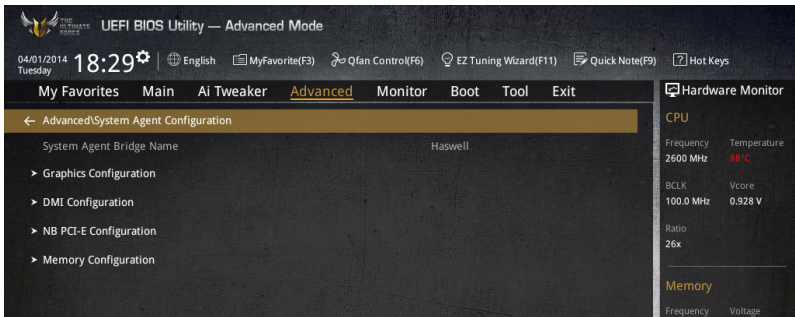 THE
ULTIMATE
FORCE
UEFI BIOS Utility — Advanced Mode
04/01/2014
Tuesday
18:29
English
MyFavorite(F3)
Qfan Control(F6)
EZ Tuning Wizard(F11)
Quick Note(F9)
? Hot Keys
My Favorites Main Ai Tweaker Advanced Monitor Boot Tool Exit
Hardware Monitor
← Advanced\System Agent Configuration
System Agent Bridge Name Haswell
> Graphics Configuration
> DMI Configuration
> NB PCI-E Configuration
> Memory Configuration
CPU
Frequency Temperature
2600 MHz 88°C
BCLK Vcore
100.0 MHz 0.928 V
Ratio
26x
Memory
Frequency Voltage